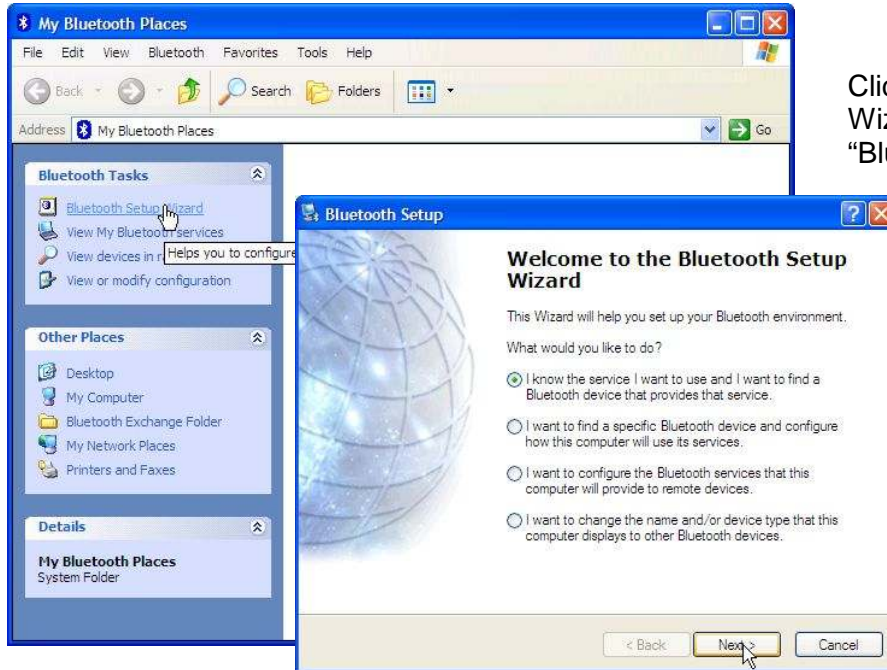 My Bluetooth Places
File Edit View Bluetooth Favorites Tools Help
Back Search Folders
Address My Bluetooth Places Go
Bluetooth Tasks
Bluetooth Setup Wizard
View My Bluetooth services
View devices in
Helps you to configure
View or modify configuration
Other Places
Desktop
My Computer
Bluetooth Exchange Folder
My Network Places
Printers and Faxes
Details
My Bluetooth Places
System Folder
Bluetooth Setup
Welcome to the Bluetooth Setup
Wizard
This Wizard will help you set up your Bluetooth environment.
What would you like to do?
I know the service I want to use and I want to find a
Bluetooth device that provides that service.
I want to find a specific Bluetooth device and configure
how this computer will use its services.
I want to configure the Bluetooth services that this
computer will provide to remote devices.
I want to change the name and/or device type that this
computer displays to other Bluetooth devices.
< Back Next > Cancel